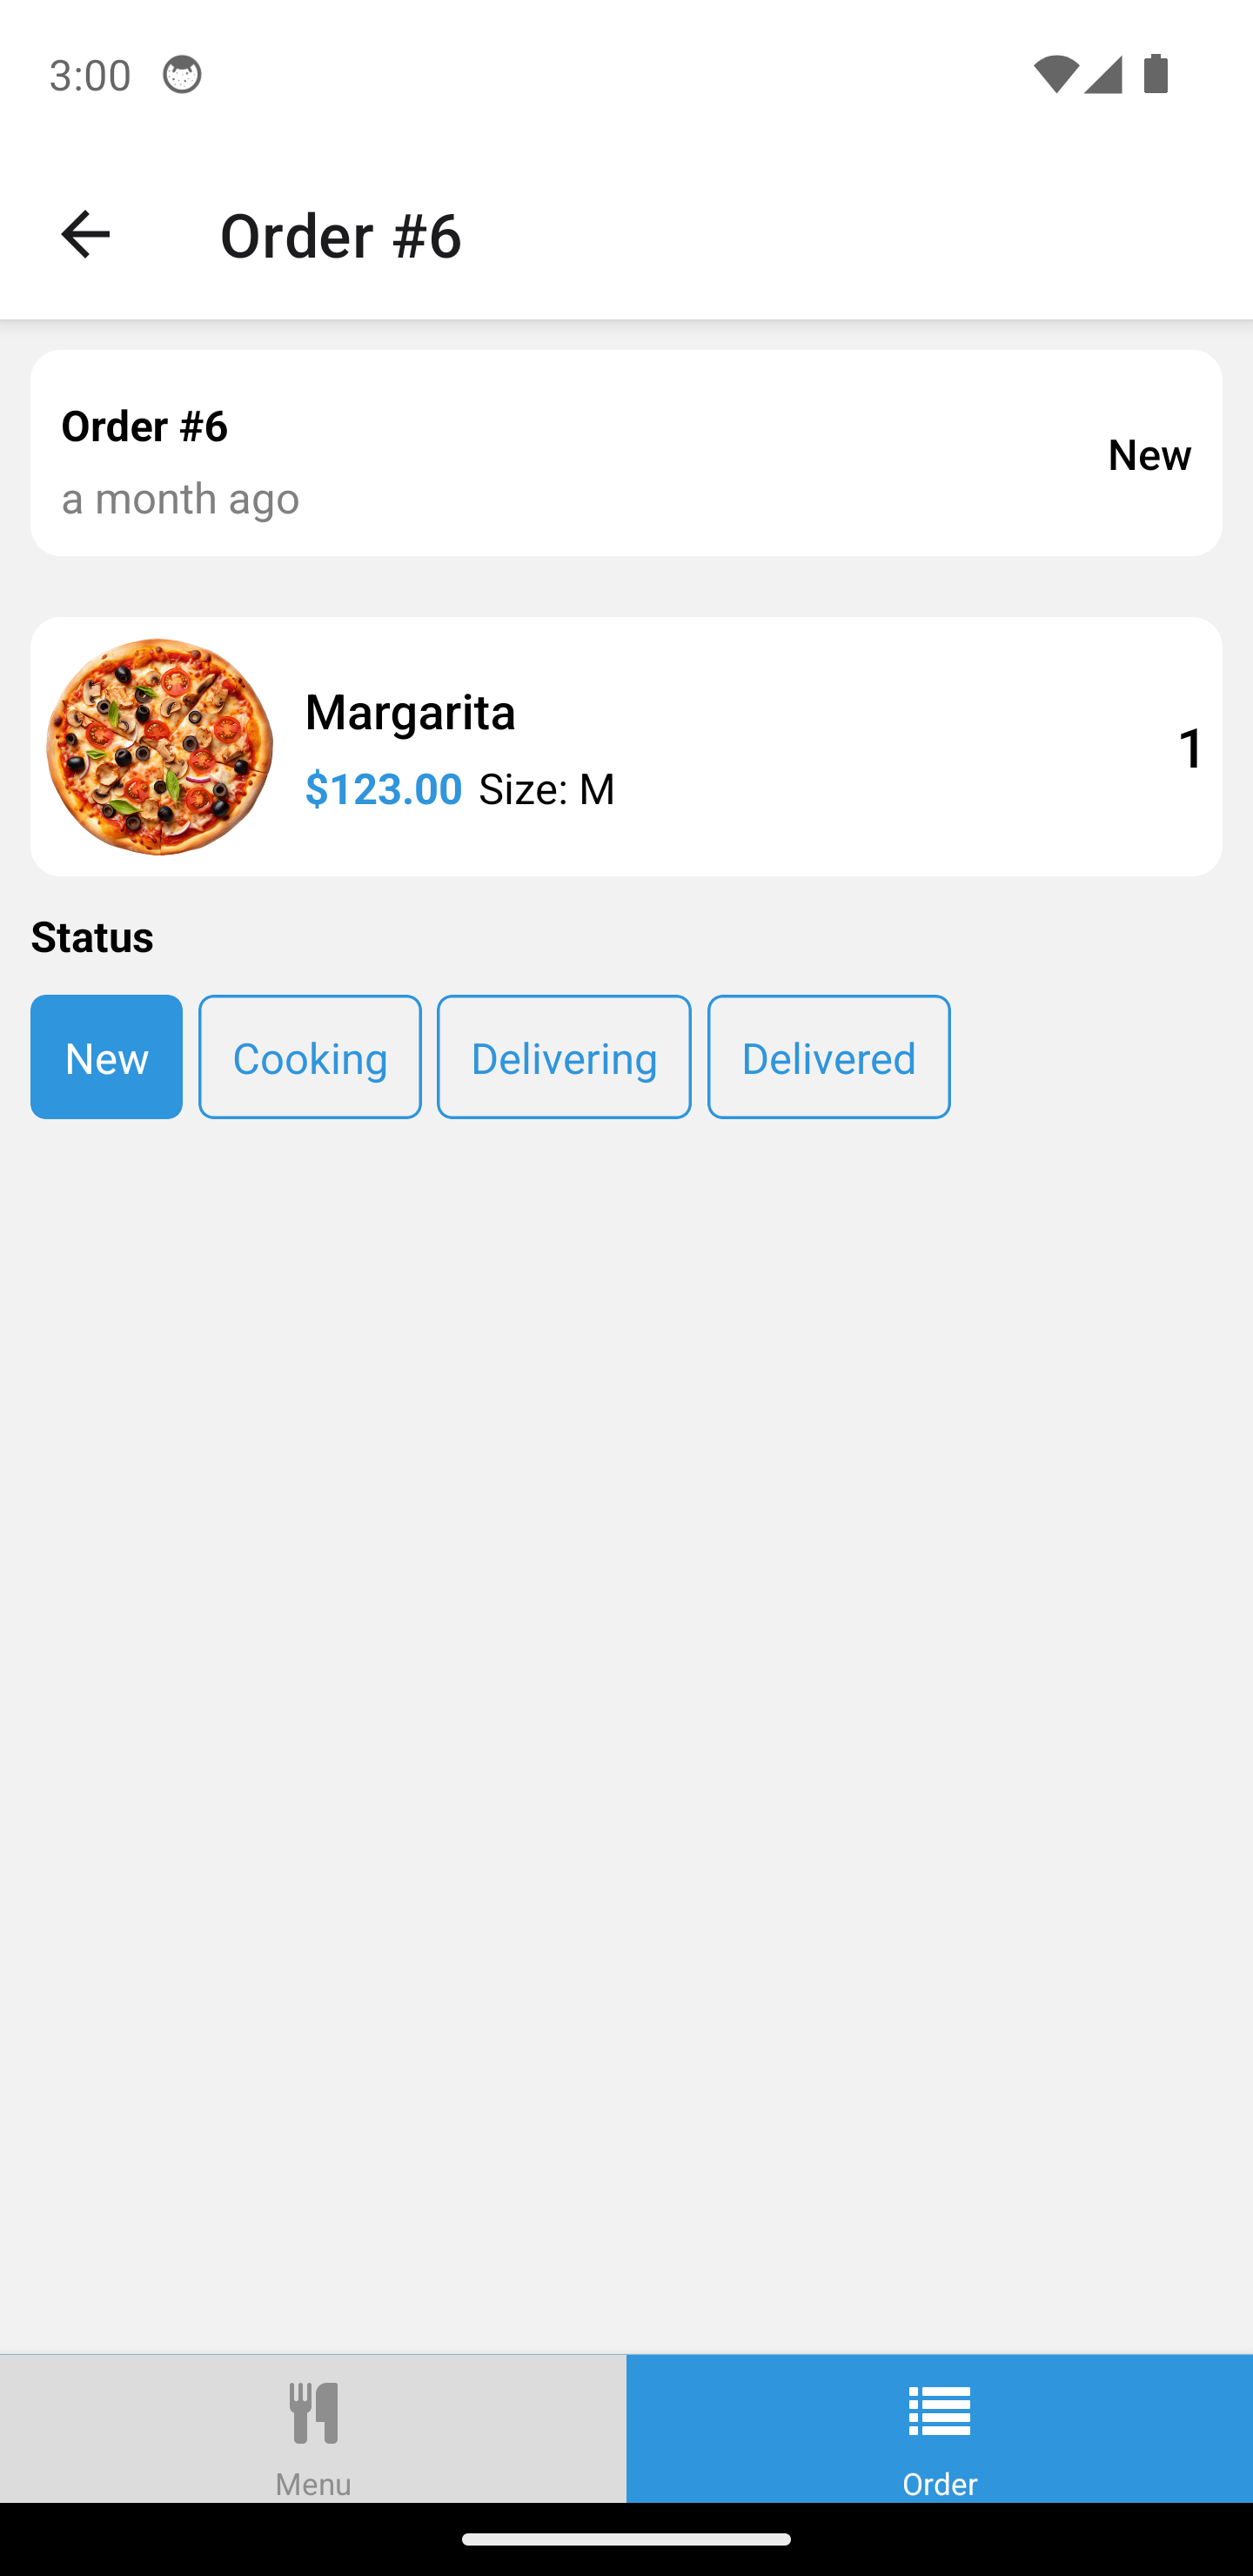 3:00
Order #6
Order #6
a month ago
New
Margarita
$123.00 Size: M
1
Status
New Cooking Delivering Delivered
Menu Order